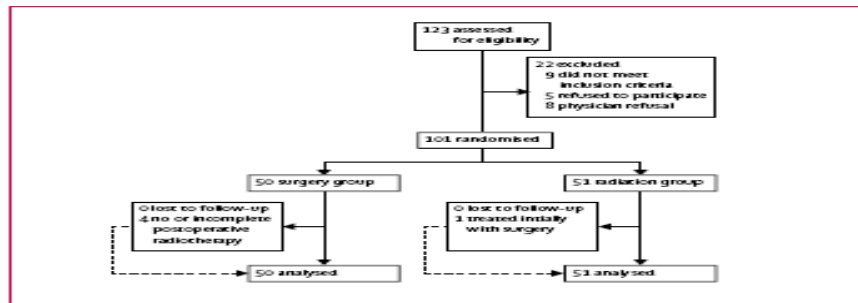 123 assessed
for eligibility
22 excluded
9 did not meet
inclusion criteria
5 refused to participate
8 physician refusal
101 randomised
50 surgery group
51 radiation group
0 lost to follow-up
4 no or incomplete
postoperative
radiotherapy
0 lost to follow-up
1 treated initially
with surgery
50 analysed
51 analysed